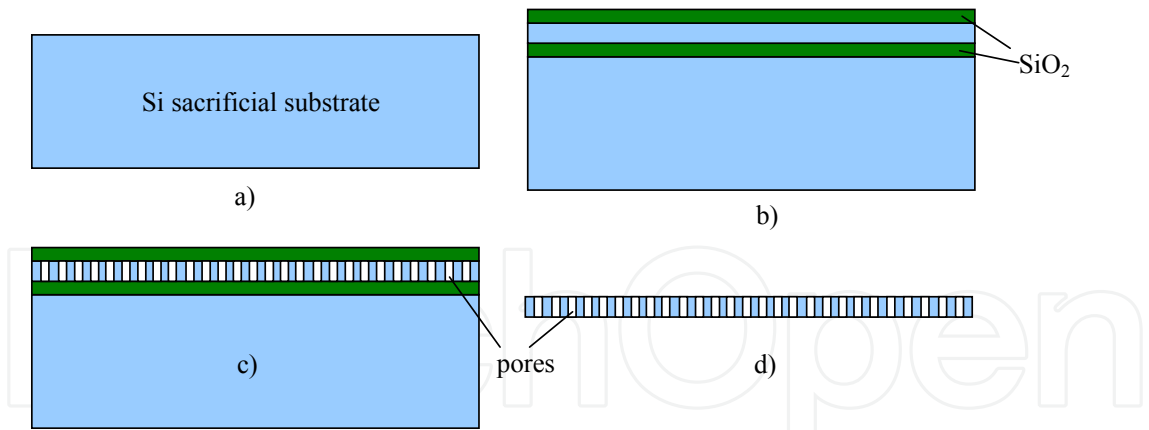 Si sacrificial substrate
a)
SiO₂
b)
c)
pores
d)